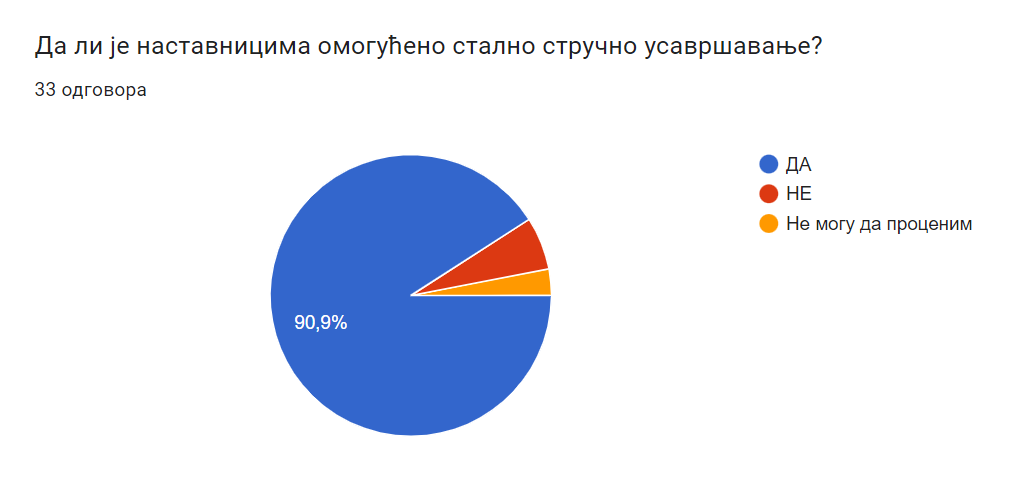 Да ли је наставницима омогућено стално стручно усавршавање?
33 одговора
ДА
НЕ
Не могу да проценим
90,9%